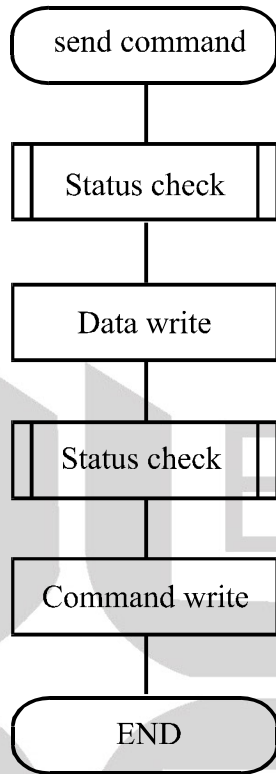 send command
Status check
Data write
Status check
Command write
END